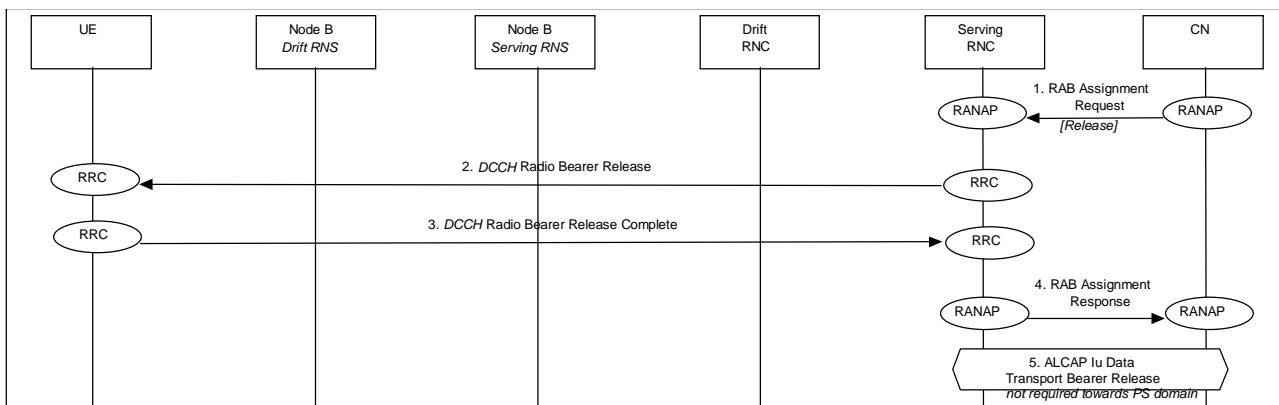 UE
Node B
Drift RNS
Node B
Serving RNS
Drift
RNC
Serving
RNC
CN
1. RAB Assignment
Request
[Release]
RANAP
RANAP
2. DCCH Radio Bearer Release
RRC
RRC
3. DCCH Radio Bearer Release Complete
RRC
RRC
4. RAB Assignment
Response
RANAP
RANAP
5. ALCAP Iu Data
Transport Bearer Release
not required towards PS domain